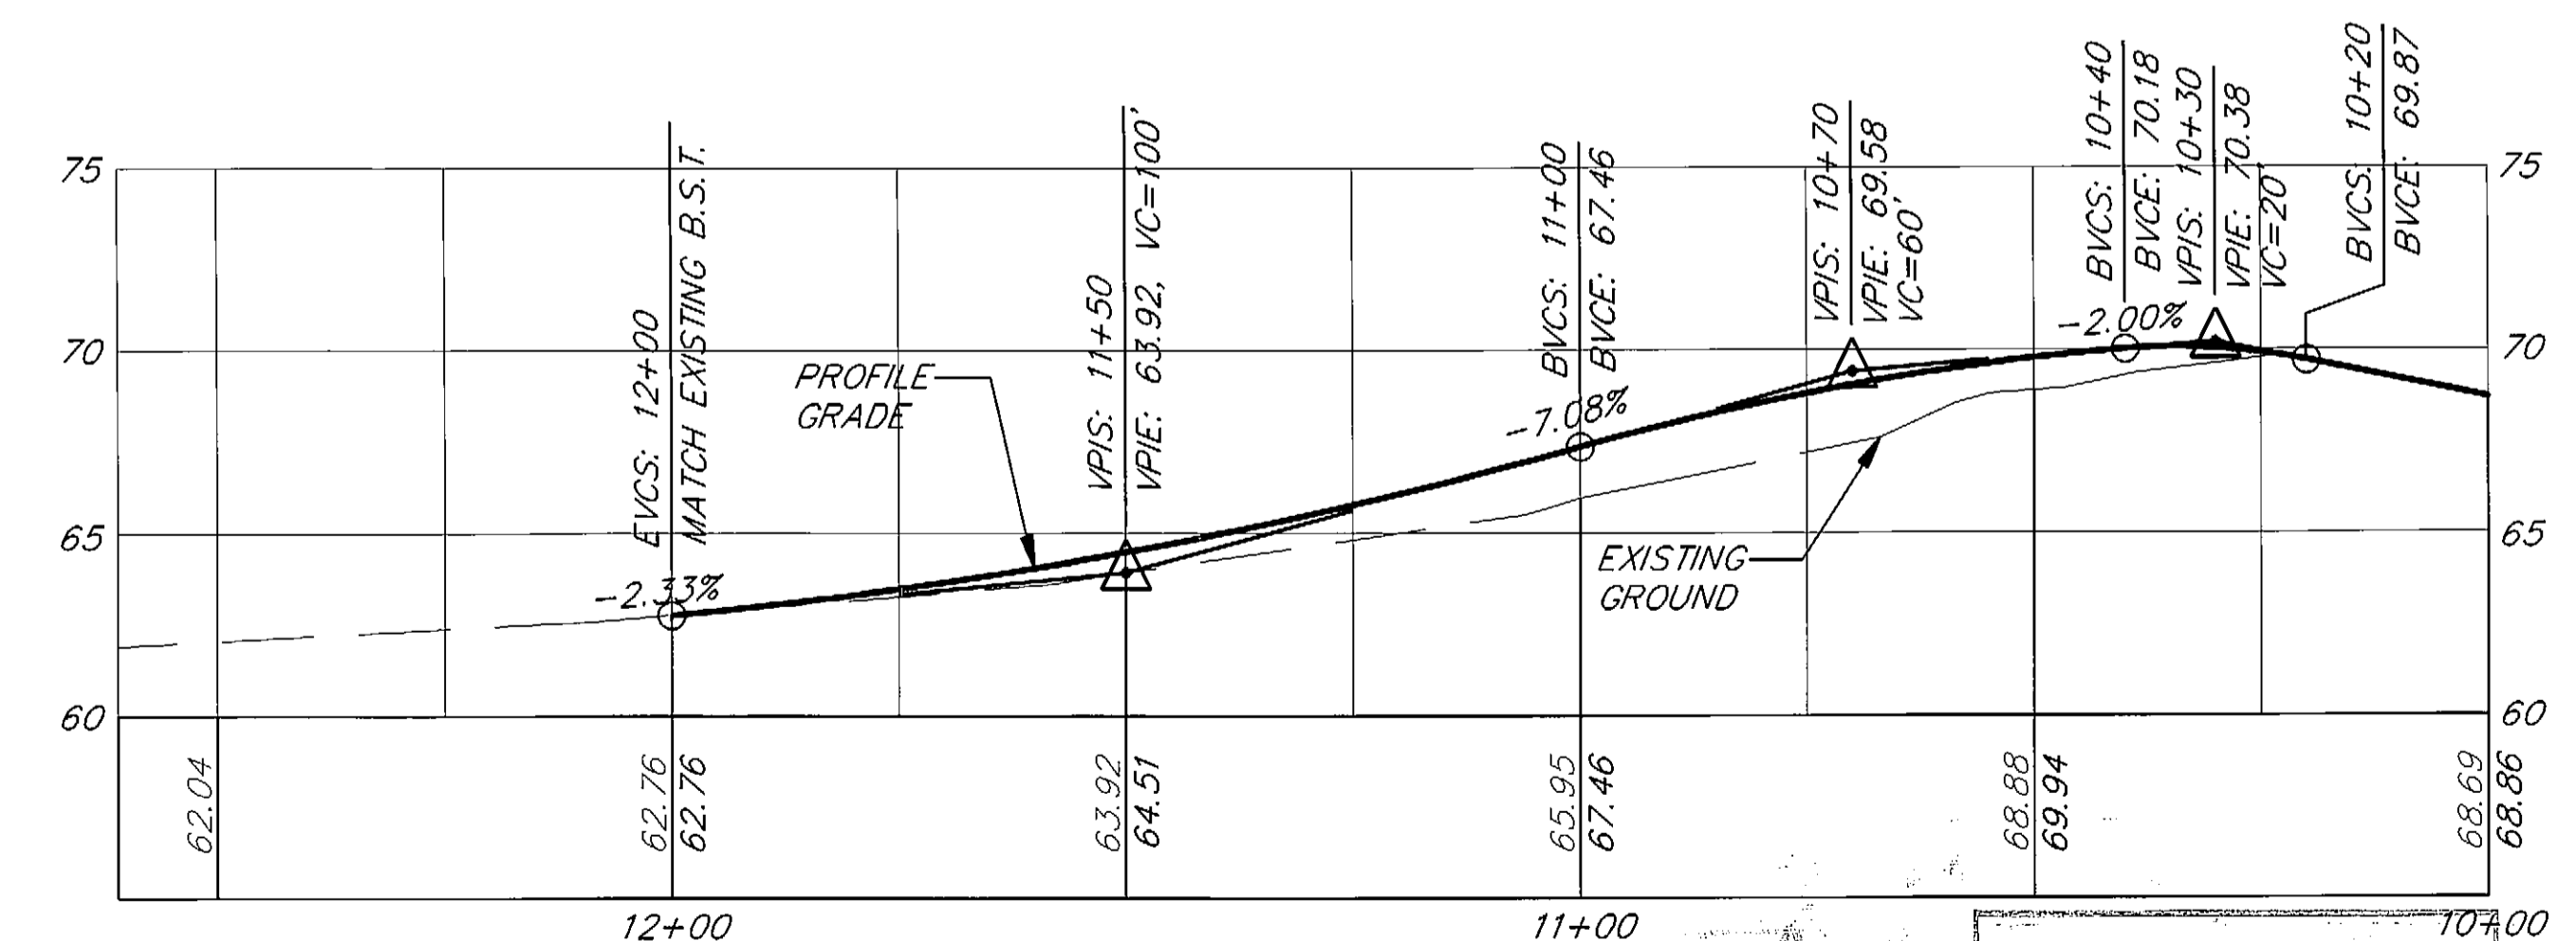 BVCS: 10+20
BVCE: 69.87
BVCS: 10+40
BVCE: 70.18
VPIS: 10+30
VPIE: 70.38
VC=20'
VPIS: 10+70
VPIE: 69.58
VC=60'
BVCS: 11+00
BVCE: 67.46
VPIS: 11+50
VPIE: 63.92, VC=100'
EVCS: 12+00
MATCH EXISTING B.S.T.
75
75
70
70
65
65
60
60
-2.00%
-7.08%
-2.33%
PROFILE
GRADE
EXISTING
GROUND
62.04
62.76
62.76
63.92
64.51
65.95
67.46
68.88
69.94
68.69
68.86
12+00
11+00
10+00